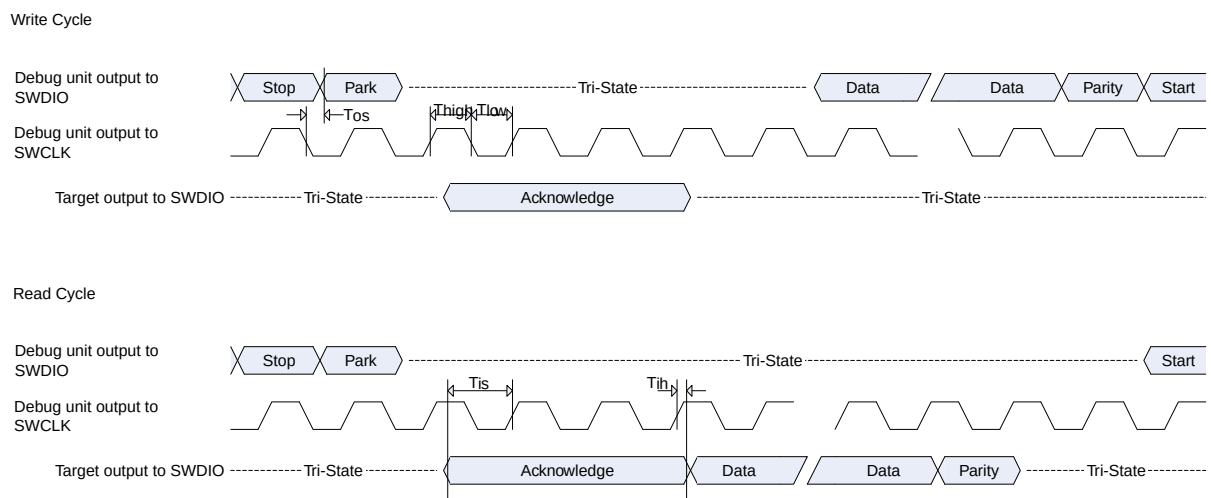 Write Cycle
Debug unit output to
SWDIO
Stop Park Tri-State Data Data Parity Start
Tos Thigh Tlow
Debug unit output to
SWCLK
Target output to SWDIO Tri-State Acknowledge Tri-State
Read Cycle
Debug unit output to
SWDIO
Stop Park Tri-State Start
Tis Tih
Debug unit output to
SWCLK
Target output to SWDIO Tri-State Acknowledge Data Data Parity Tri-State